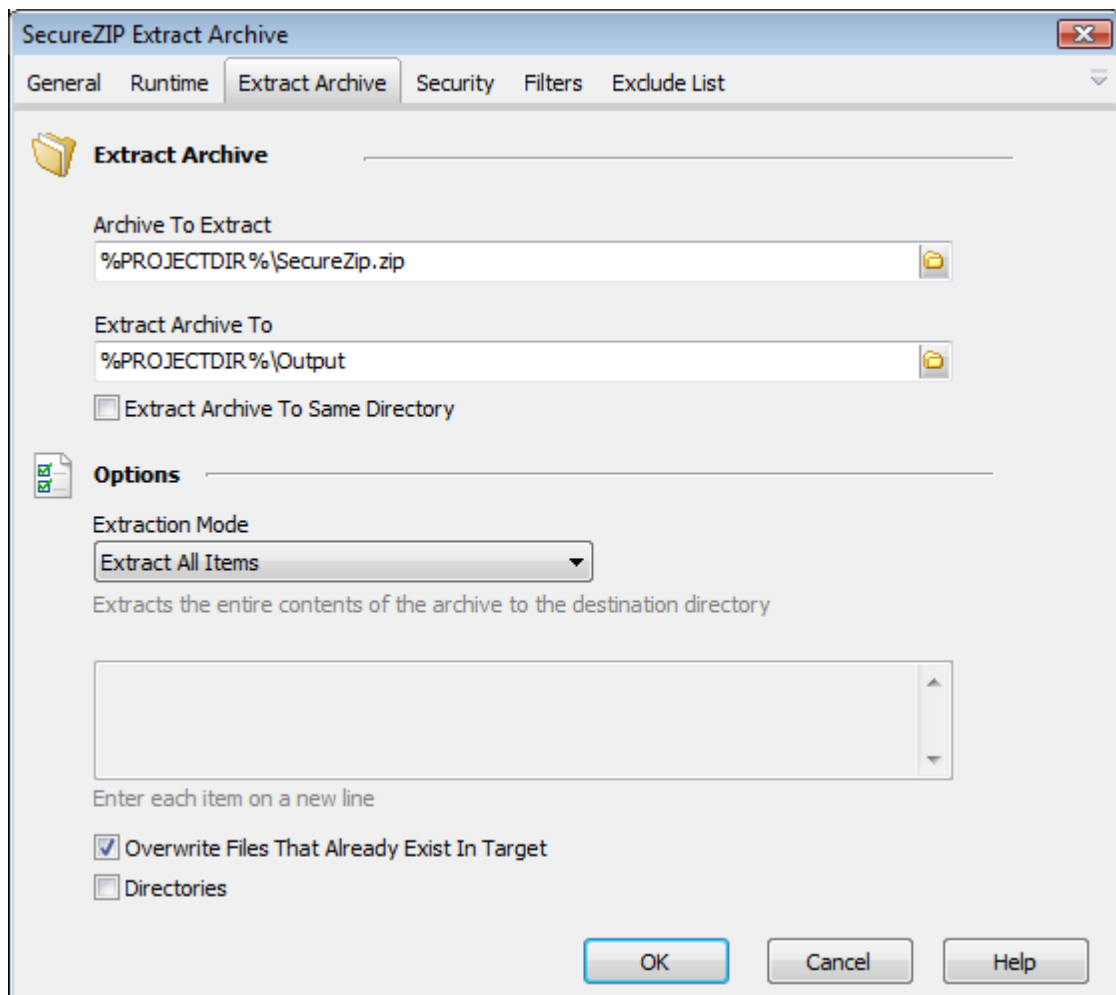 SecureZIP Extract Archive
General Runtime Extract Archive Security Filters Exclude List
Extract Archive
Archive To Extract
%PROJECTDIR%\SecureZip.zip
Extract Archive To
%PROJECTDIR%\Output
Extract Archive To Same Directory
Options
Extraction Mode
Extract All Items
Extracts the entire contents of the archive to the destination directory
Enter each item on a new line
Overwrite Files That Already Exist In Target
Directories
OK Cancel Help